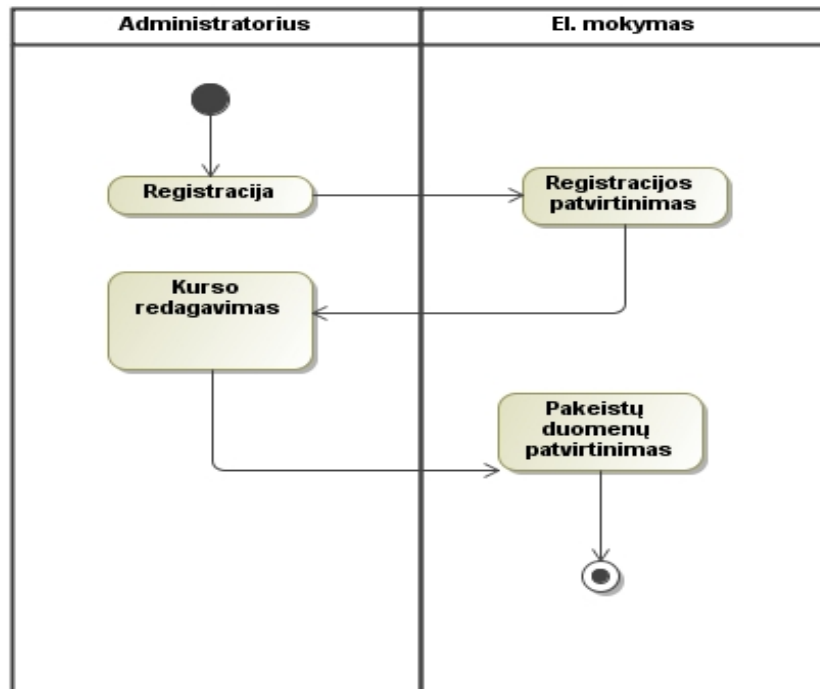 Administratorius
El. mokymas
Registracija
Registracijos
patvirtinimas
Kurso
redagavimas
Pakeistų
duomenų
patvirtinimas